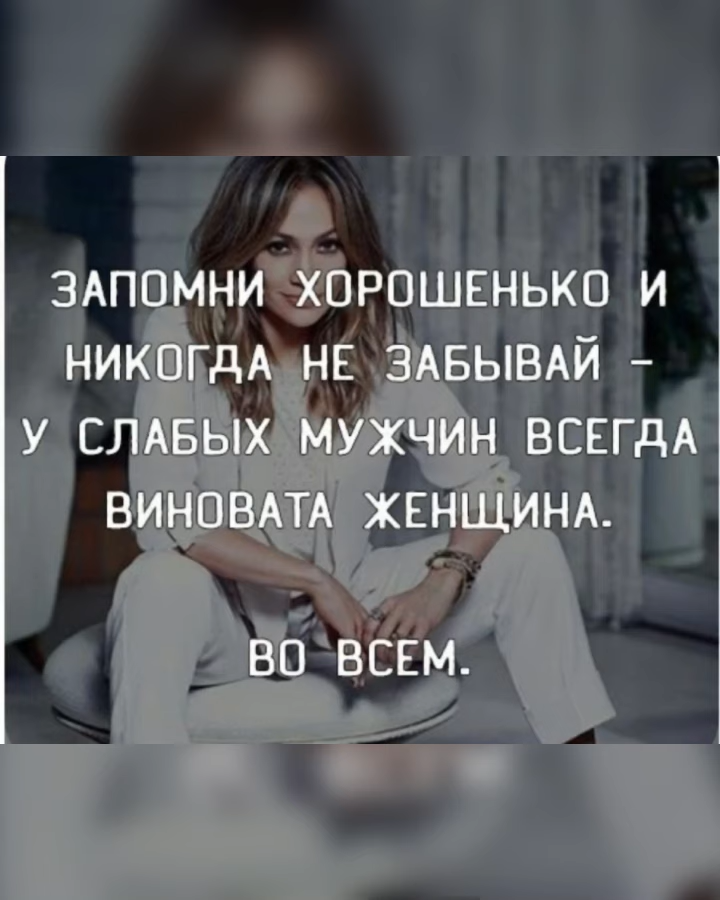 ЗАПОМНИ ХОРОШЕНЬКО И
НИКОГДА НЕ ЗАБЫВАЙ –
У СЛАБЫХ МУЖЧИН ВСЕГДА
ВИНОВАТА ЖЕНЩИНА.
ВО ВСЕМ.